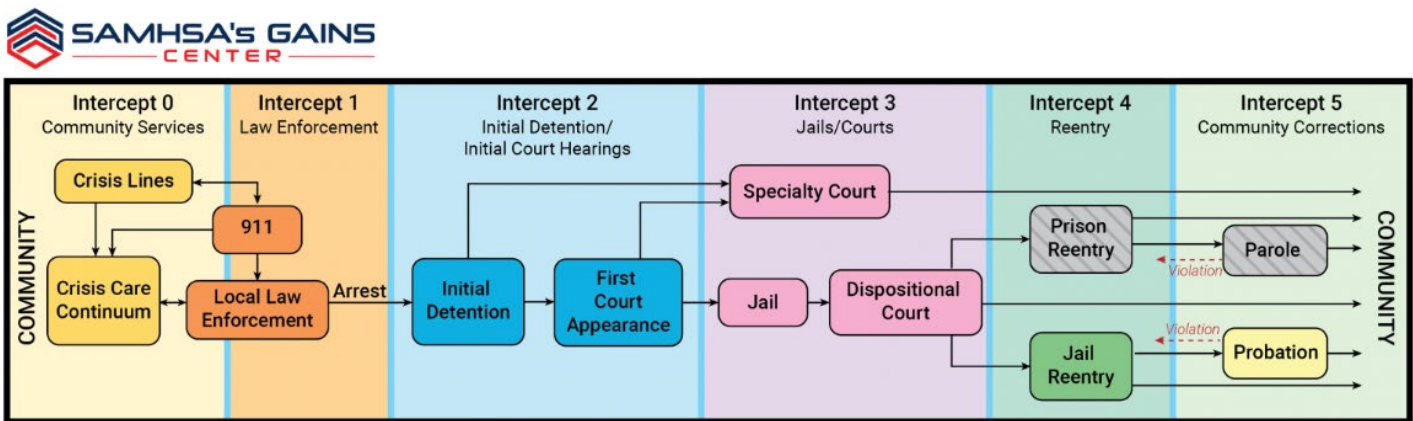 SAMHSA's GAINS
CENTER
Intercept 0
Community Services
Intercept 1
Law Enforcement
Intercept 2
Initial Detention/
Initial Court Hearings
Intercept 3
Jails/Courts
Intercept 4
Reentry
Intercept 5
Community Corrections
COMMUNITY
Crisis Lines
911
Crisis Care
Continuum
Local Law
Enforcement
Arrest
Initial
Detention
First
Court
Appearance
Specialty Court
Jail
Dispositional
Court
Prison
Reentry
Violation
Parole
Jail
Reentry
Violation
Probation
COMMUNITY